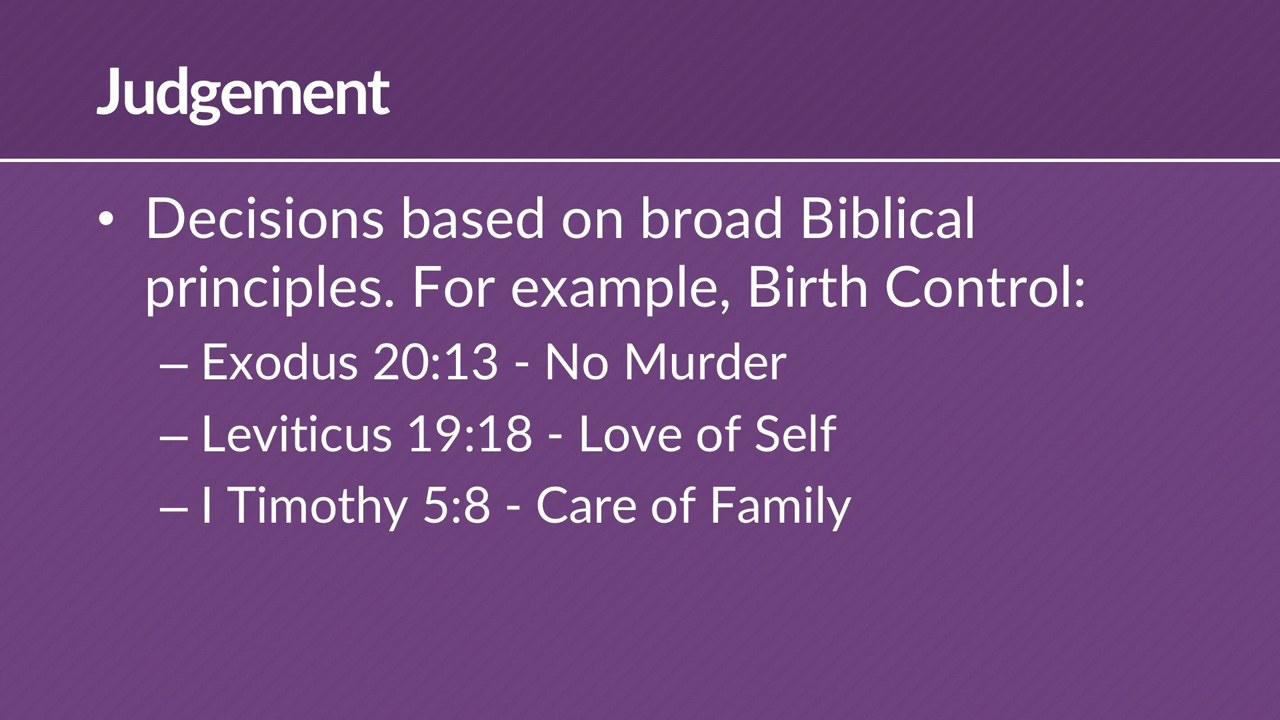 Judgement
• Decisions based on broad Biblical
principles. For example, Birth Control:
– Exodus 20:13 - No Murder
– Leviticus 19:18 - Love of Self
– I Timothy 5:8 - Care of Family